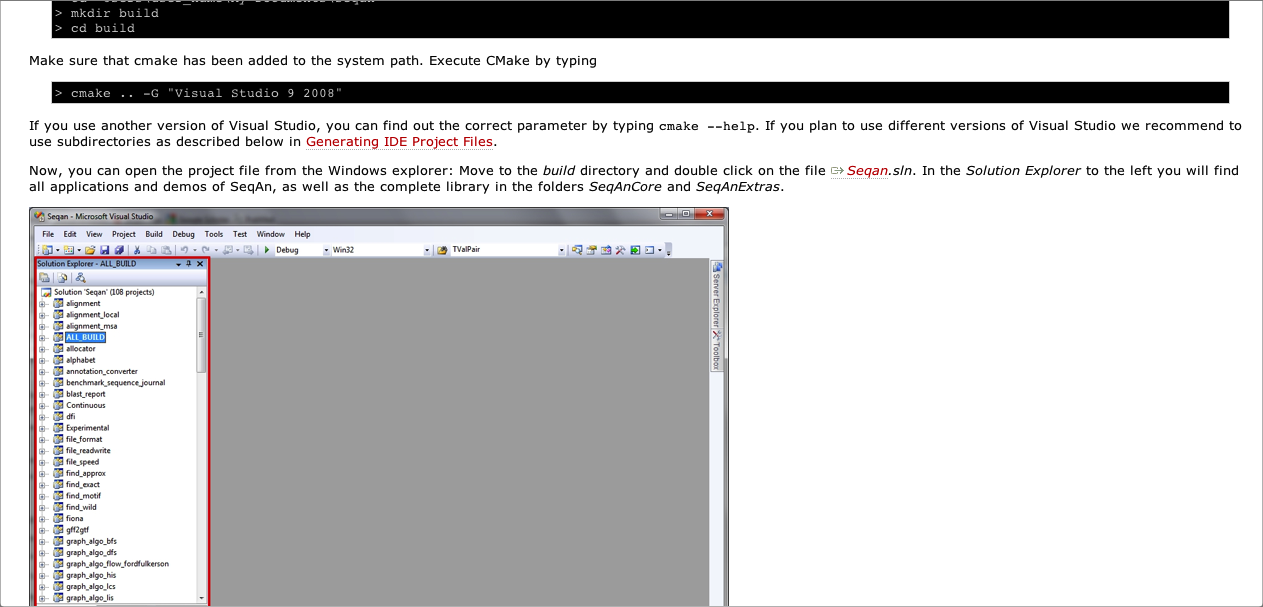 > mkdir build
> cd build
Make sure that cmake has been added to the system path. Execute CMake by typing
> cmake .. -G "Visual Studio 9 2008"
If you use another version of Visual Studio, you can find out the correct parameter by typing cmake --help. If you plan to use different versions of Visual Studio we recommend to
use subdirectories as described below in Generating IDE Project Files.
Now, you can open the project file from the Windows explorer: Move to the build directory and double click on the file Seqan.sln. In the Solution Explorer to the left you will find
all applications and demos of SeqAn, as well as the complete library in the folders SeqAnCore and SeqAnExtras.
Seqan - Microsoft Visual Studio
File Edit View Project Build Debug Tools Test Window Help
Debug Win32 TValPair
Solution Explorer - ALL_BUILD
Solution 'Seqan' (108 projects)
alignment
alignment_local
alignment_msa
ALL_BUILD
allocator
alphabet
annotation_converter
benchmark_sequence_journal
blast_report
Continuous
dfi
Experimental
file_format
file_readwrite
file_speed
find_approx
find_exact
find_motif
find_wild
fiona
gff2gtf
graph_algo_bfs
graph_algo_dfs
graph_algo_flow_fordfulkerson
graph_algo_his
graph_algo_lcs
graph_algo_lis
Server Explorer
Toolbox